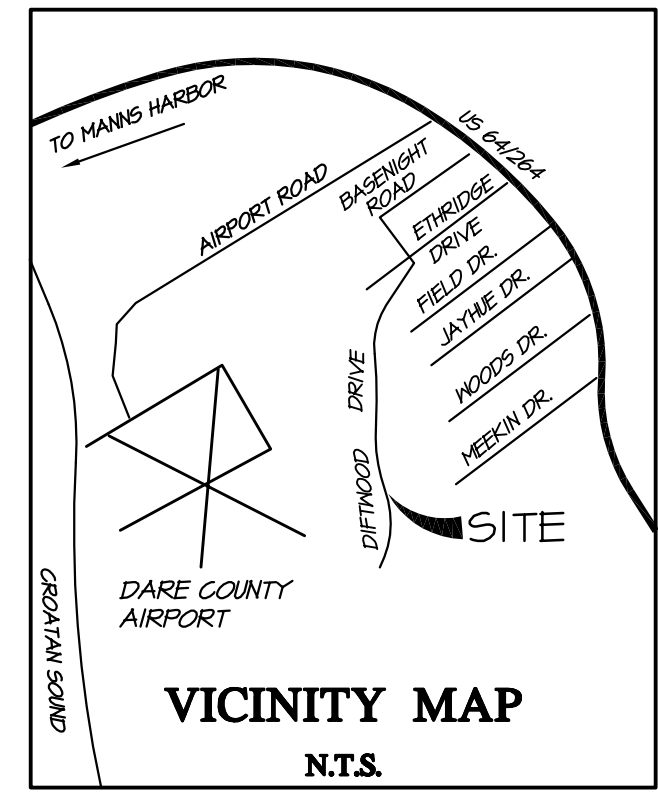 TO MANNS HARBOR
US 64/264
AIRPORT ROAD
BASENIGHT
ROAD
ETHRIDGE
DRIVE
FIELD DR.
JAYHUE DR.
WOODS DR.
MEEKIN DR.
DIFTWOOD DRIVE
SITE
DARE COUNTY
AIRPORT
CROATAN SOUND
VICINITY MAP
N.T.S.